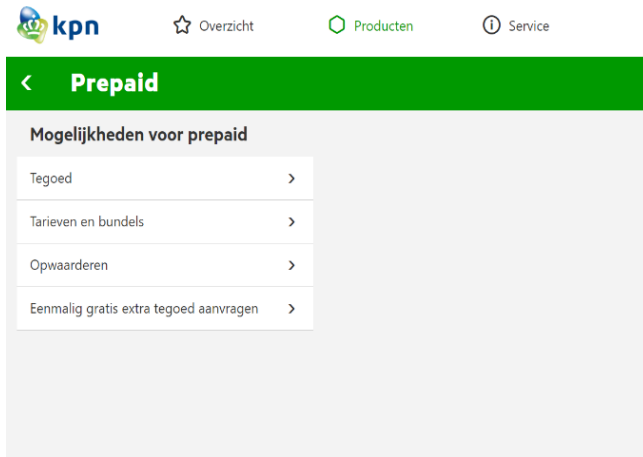 kpn
Overzicht
Producten
Service
Prepaid
Mogelijkheden voor prepaid
Tegoed
Tarieven en bundels
Opwaarderen
Eenmalig gratis extra tegoed aanvragen